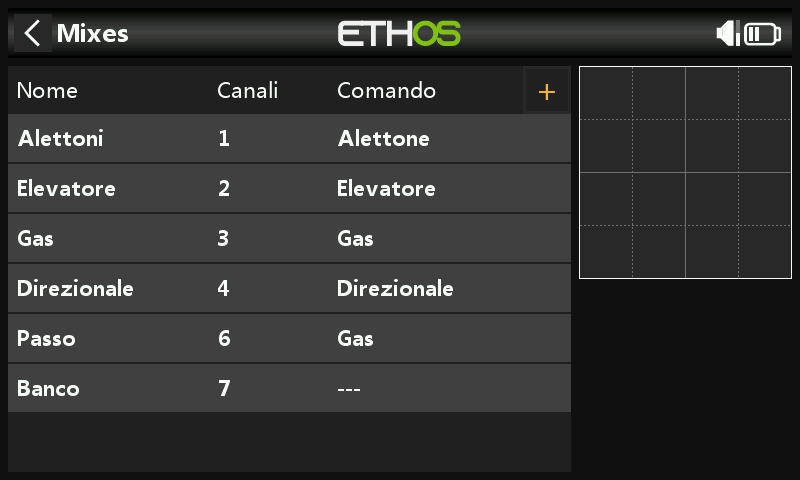 Mixes ETHOS
Nome Canali Comando +
Alettoni 1 Alettone
Elevatore 2 Elevatore
Gas 3 Gas
Direzionale 4 Direzionale
Passo 6 Gas
Banco 7 ---